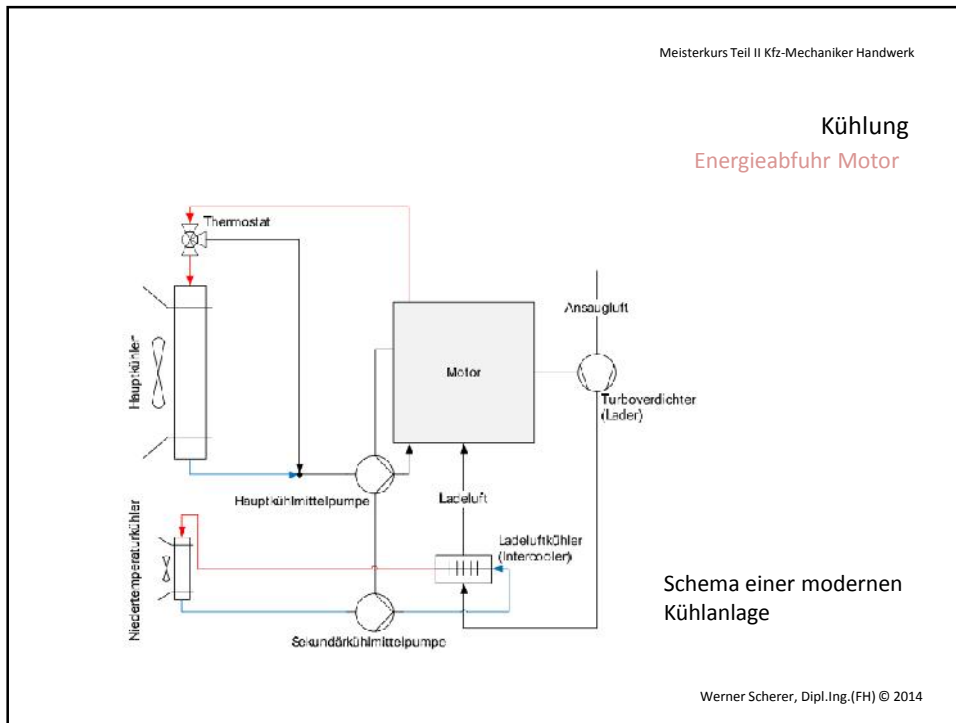 Meisterkurs Teil II Kfz-Mechaniker Handwerk
Kühlung
Energieabfuhr Motor
Thermostat
Hauptkühler
Motor
Ansaugluft
Turboverdichter
(Lader)
Hauptkühlmittelpumpe
Ladeluft
Niedertemperaturkühler
Ladeluftkühler
(Intercooler)
Sekundärkühlmittelpumpe
Schema einer modernen
Kühlanlage
Werner Scherer, Dipl.Ing.(FH) © 2014